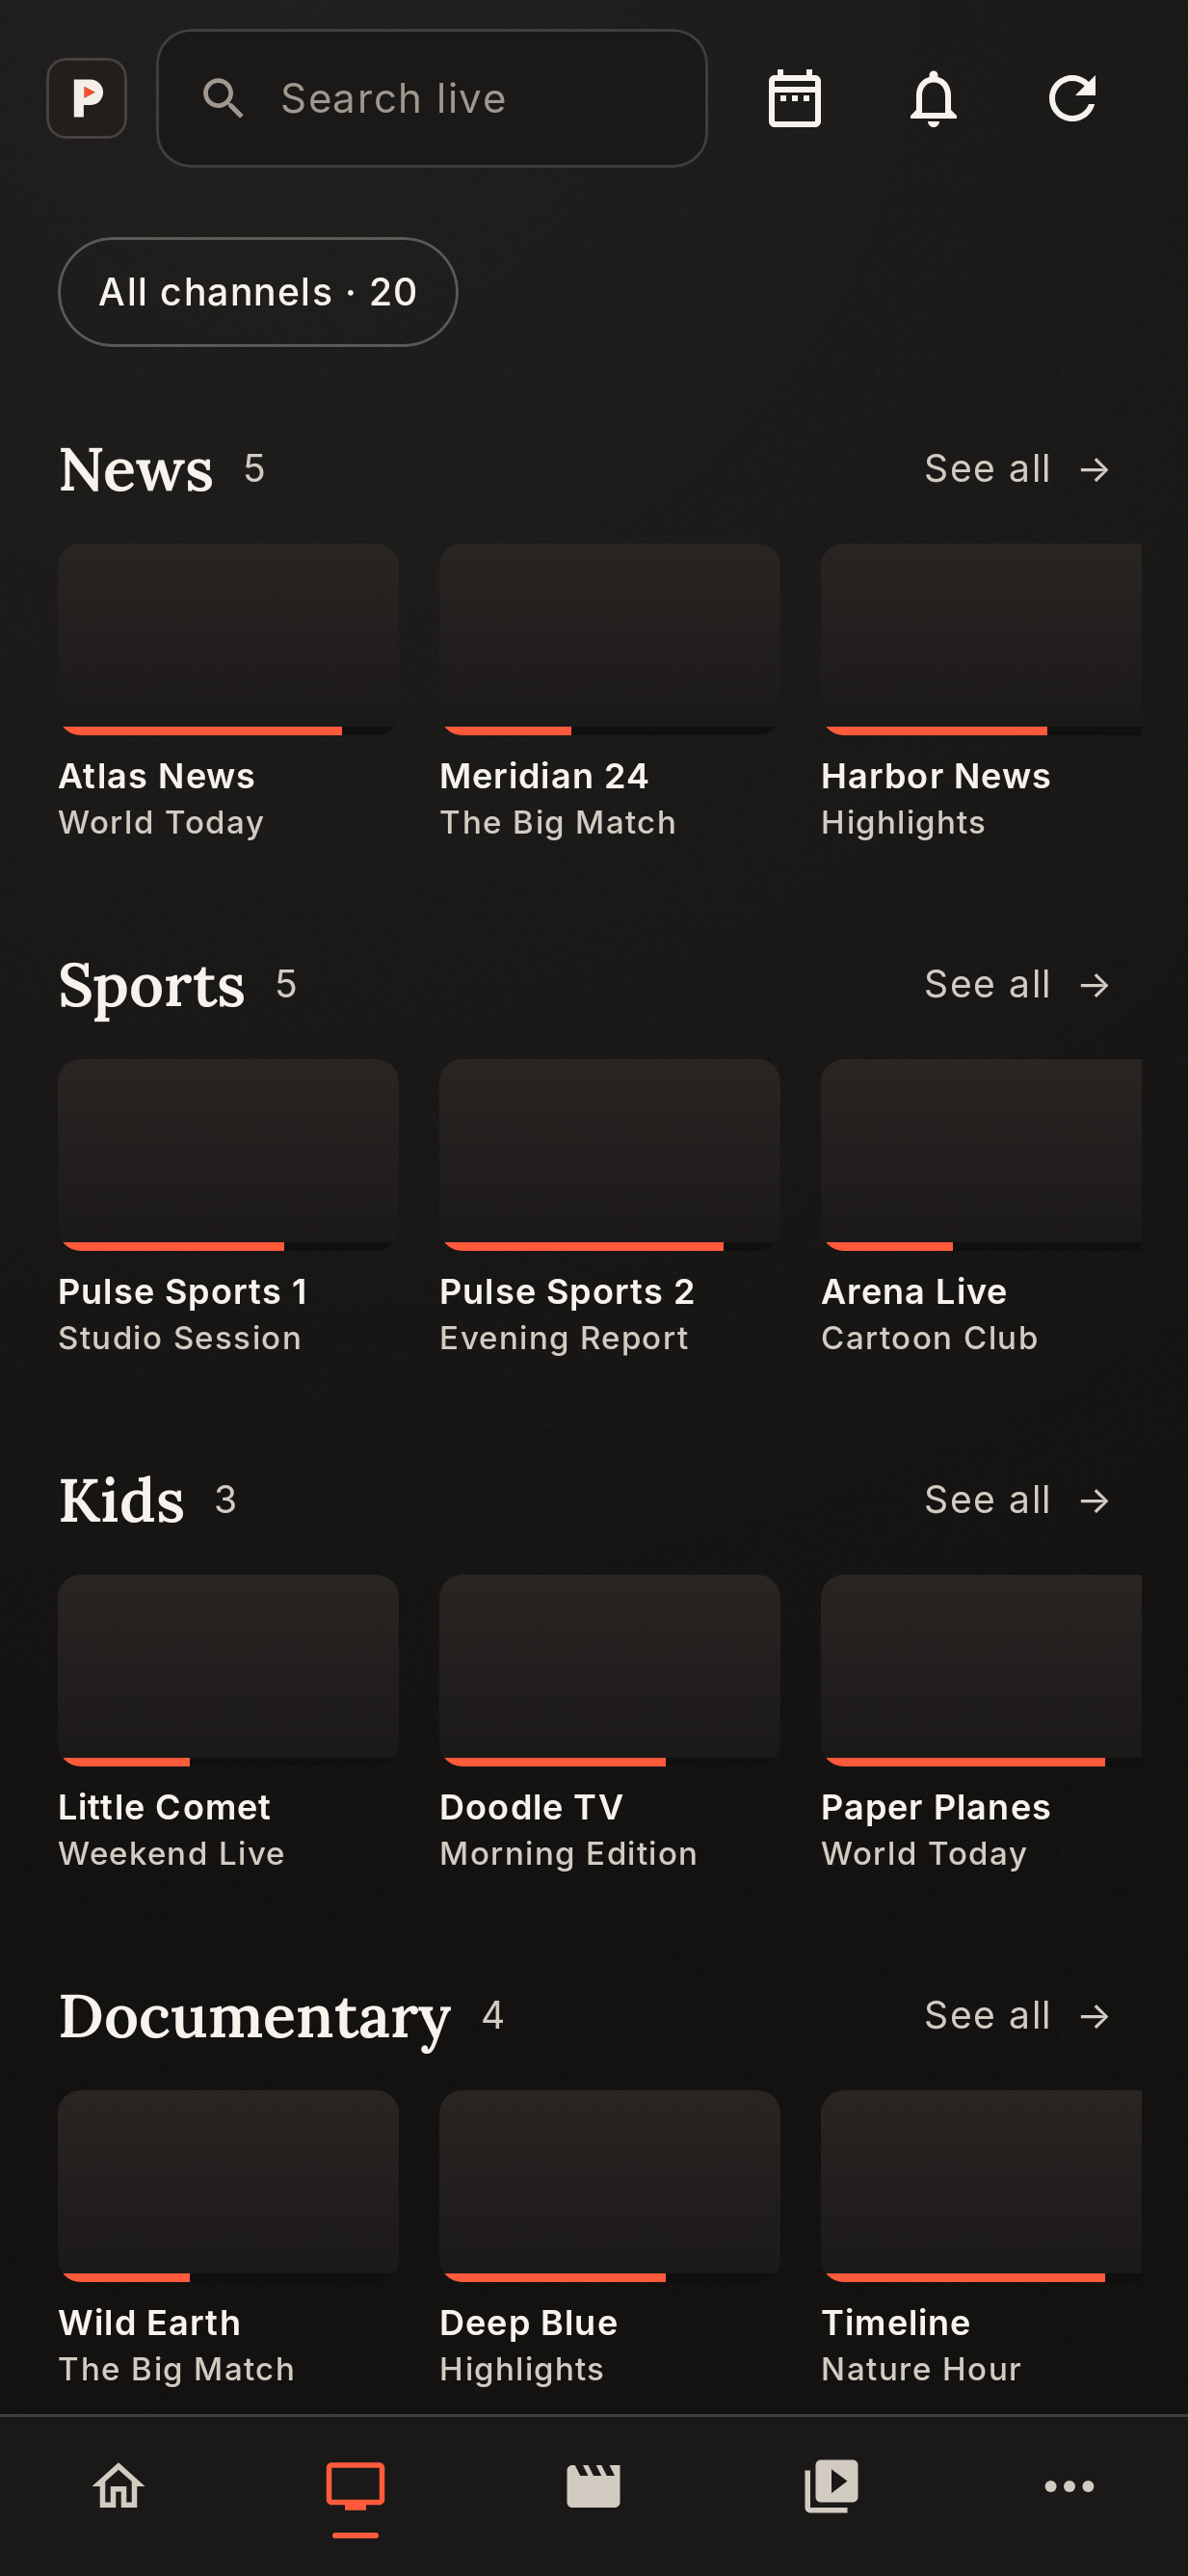 P
Search live
All channels · 20
News 5 See all →
Atlas News Meridian 24 Harbor News
World Today The Big Match Highlights
Sports 5 See all →
Pulse Sports 1 Pulse Sports 2 Arena Live
Studio Session Evening Report Cartoon Club
Kids 3 See all →
Little Comet Doodle TV Paper Planes
Weekend Live Morning Edition World Today
Documentary 4 See all →
Wild Earth Deep Blue Timeline
The Big Match Highlights Nature Hour